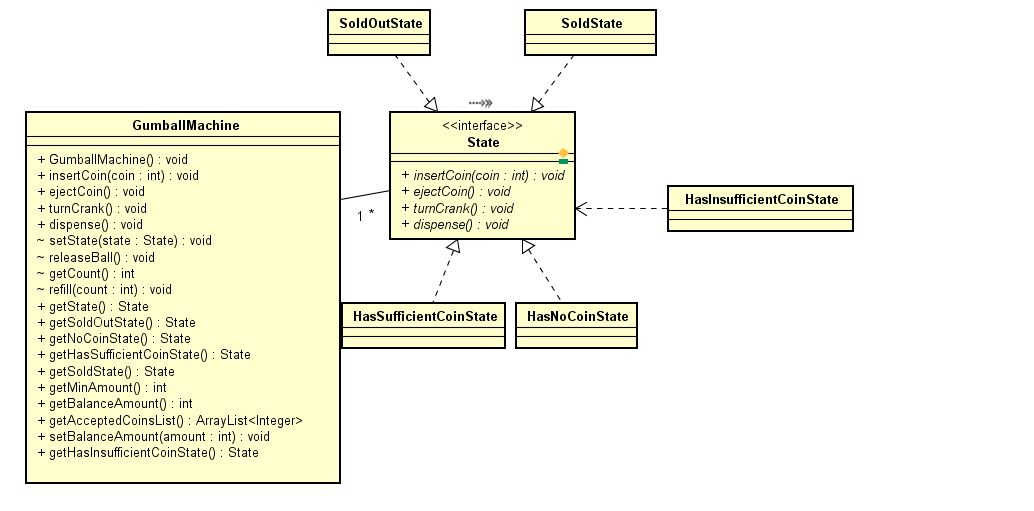 SoldOutState
SoldState
GumballMachine
+ GumballMachine() : void
+ insertCoin(coin : int) : void
+ ejectCoin() : void
+ turnCrank() : void
+ dispense() : void
~ setState(state : State) : void
~ releaseBall() : void
~ getCount() : int
~ refill(count : int) : void
+ getState() : State
+ getSoldOutState() : State
+ getNoCoinState() : State
+ getHasSufficientCoinState() : State
+ getSoldState() : State
+ getMinAmount() : int
+ getBalanceAmount() : int
+ getAcceptedCoinsList() : ArrayList<Integer>
+ setBalanceAmount(amount : int) : void
+ getHasInsufficientCoinState() : State
1 *
<<interface>>
State
+ insertCoin(coin : int) : void
+ ejectCoin() : void
+ turnCrank() : void
+ dispense() : void
HasInsufficientCoinState
HasSufficientCoinState
HasNoCoinState